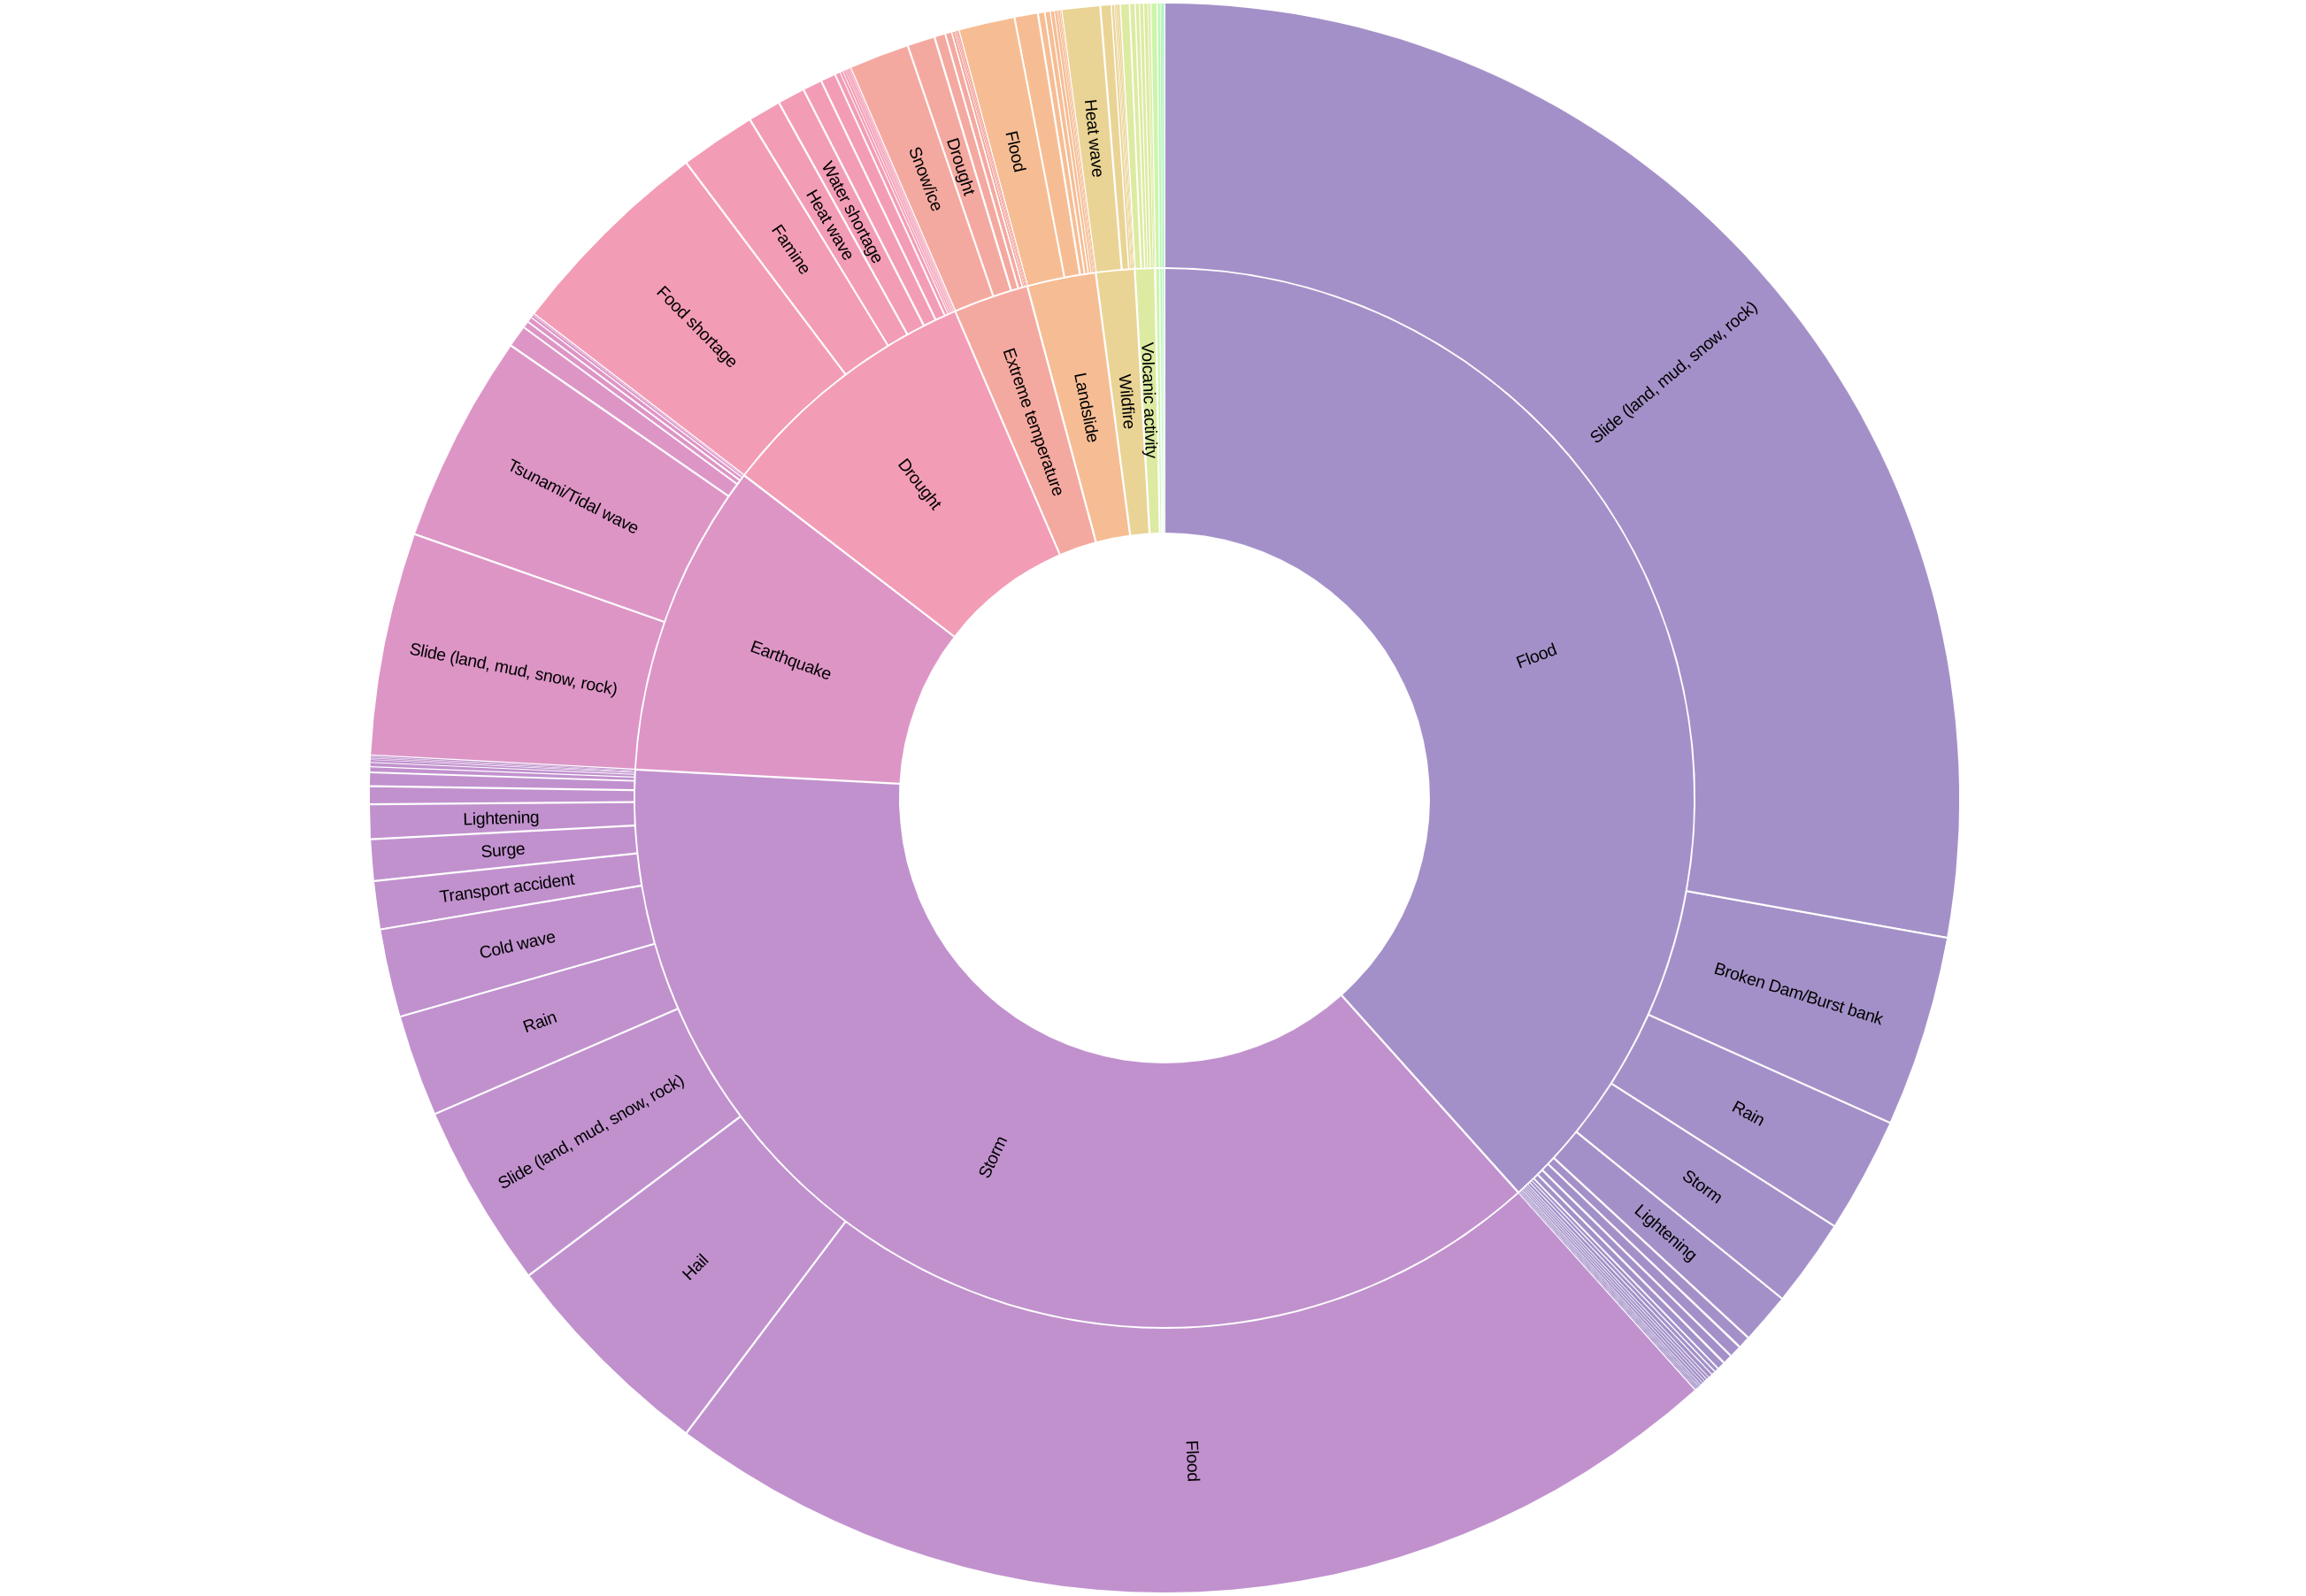 Flood
Slide (land, mud, snow, rock)
Broken Dam/Burst bank
Rain
Storm
Lightening
Storm
Flood
Hail
Slide (land, mud, snow, rock)
Rain
Cold wave
Transport accident
Surge
Lightening
Earthquake
Slide (land, mud, snow, rock)
Tsunami/Tidal wave
Drought
Food shortage
Famine
Heat wave
Water shortage
Extreme temperature
Snow/ice
Drought
Landslide
Flood
Wildfire
Heat wave
Volcanic activity